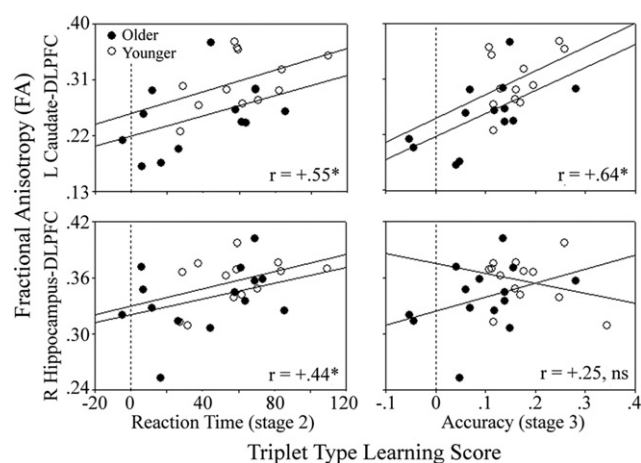 .40
.31
.22
.13
Fractional Anisotropy (FA)
L Caudate-DLPFC
Older
Younger
r = +.55*
r = +.64*
.42
.36
.30
.24
R Hippocampus-DLPFC
r = +.44*
r = +.25, ns
-20 0 40 80 120
-.1 0 .1 .2 .3 .4
Reaction Time (stage 2)
Accuracy (stage 3)
Triplet Type Learning Score